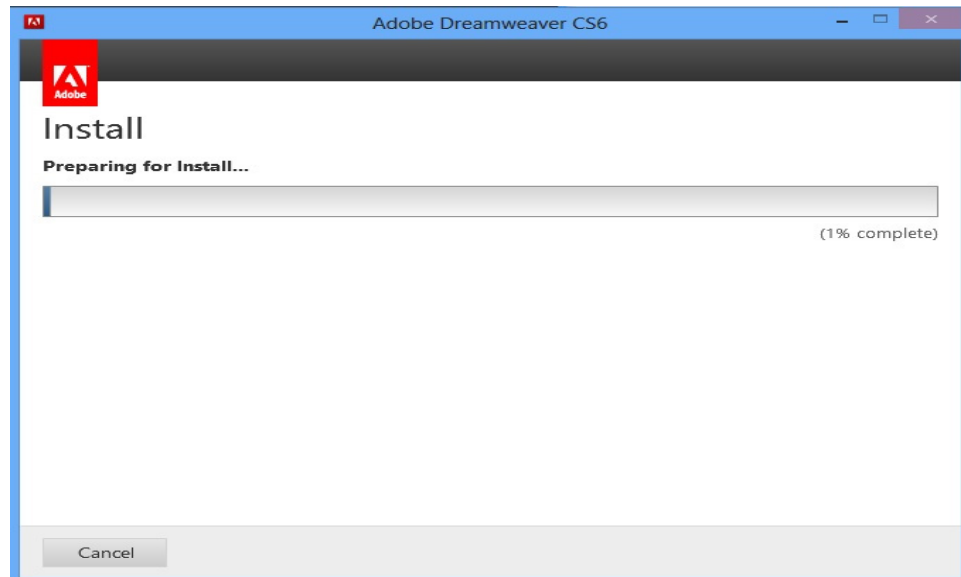 Adobe Dreamweaver CS6
Adobe
Install
Preparing for Install...
(1% complete)
Cancel